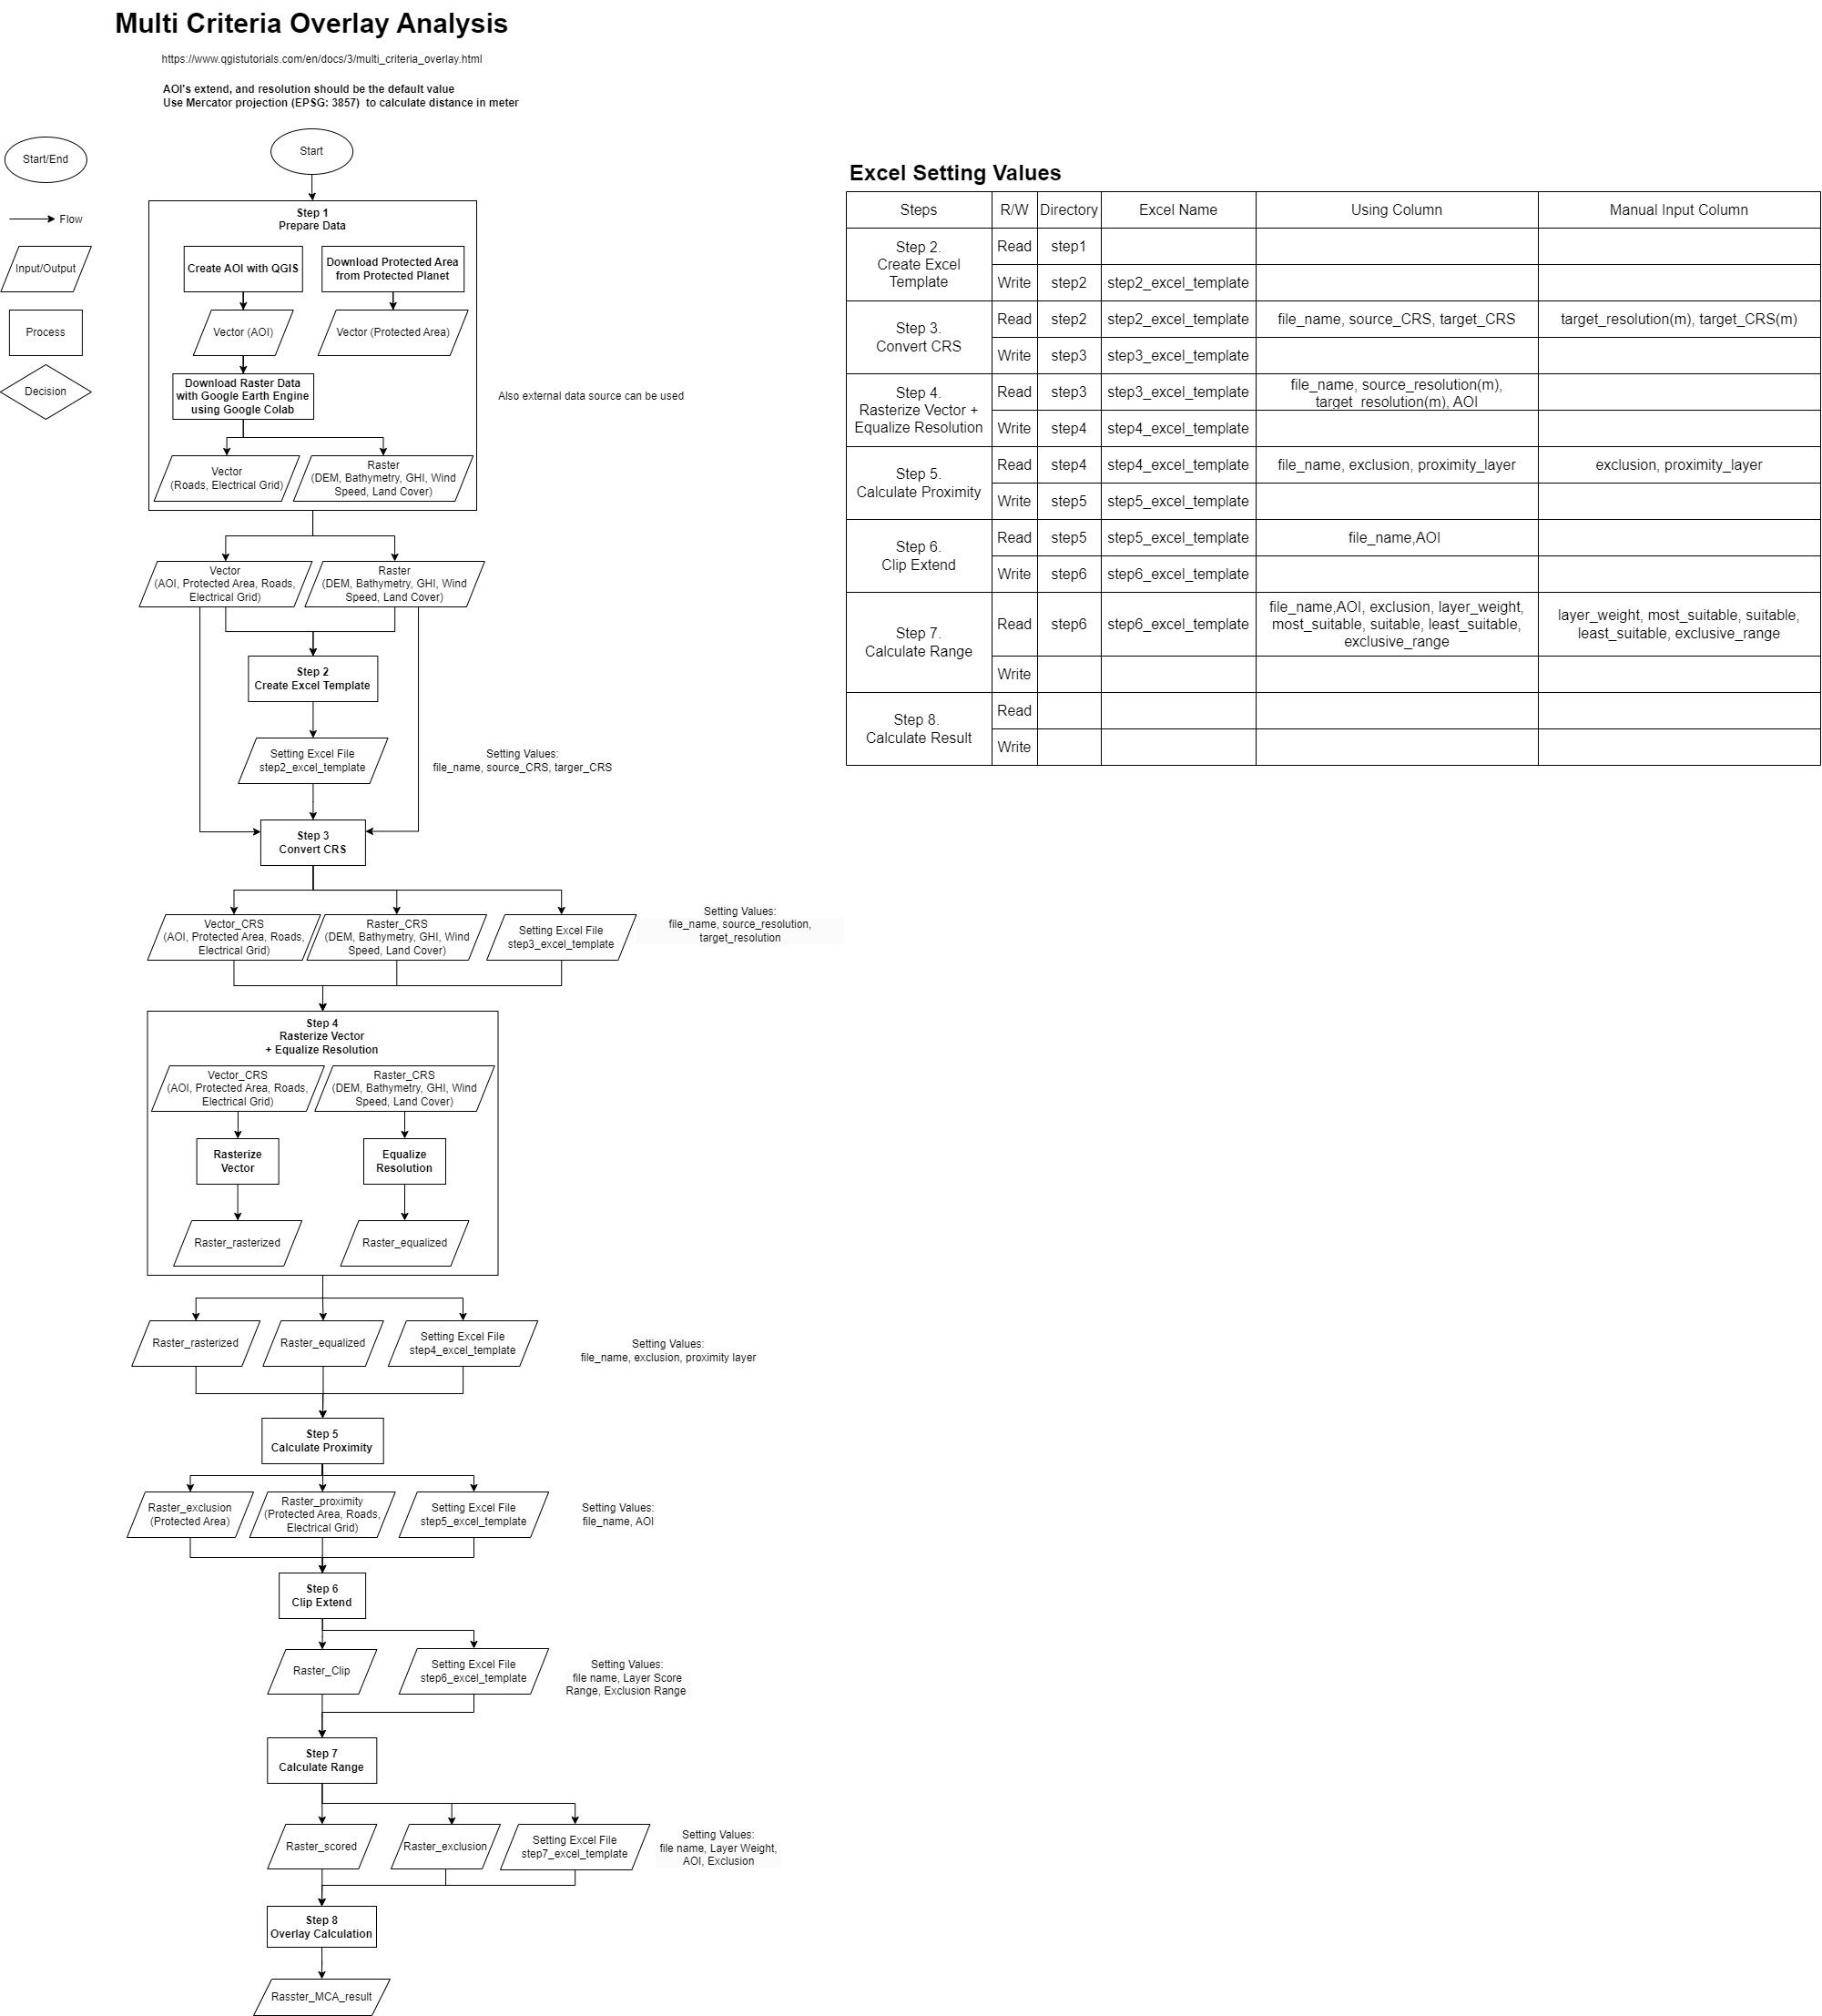 Multi Criteria Overlay Analysis
https://www.qgistutorials.com/en/docs/3/multi_criteria_overlay.html
AOI's extend, and resolution should be the default value
Use Mercator projection (EPSG: 3857)  to calculate distance in meter
Start/End
Flow
Input/Output
Process
Decision
Start
Step 1
Prepare Data
Create AOI with QGIS
Download Protected Area
from Protected Planet
Vector (AOI)
Vector (Protected Area)
Download Raster Data
with Google Earth Engine
using Google Colab
Also external data source can be used
Vector
(Roads, Electrical Grid)
Raster
(DEM, Bathymetry, GHI, Wind
Speed, Land Cover)
Vector
(AOI, Protected Area, Roads,
Electrical Grid)
Raster
(DEM, Bathymetry, GHI, Wind
Speed, Land Cover)
Step 2
Create Excel Template
Setting Excel File
step2_excel_template
Setting Values:
file_name, source_CRS, targer_CRS
Step 3
Convert CRS
Vector_CRS
(AOI, Protected Area, Roads,
Electrical Grid)
Raster_CRS
(DEM, Bathymetry, GHI, Wind
Speed, Land Cover)
Setting Excel File
step3_excel_template
Setting Values:
file_name, source_resolution,
target_resolution
Step 4
Rasterize Vector
+ Equalize Resolution
Vector_CRS
(AOI, Protected Area, Roads,
Electrical Grid)
Raster_CRS
(DEM, Bathymetry, GHI, Wind
Speed, Land Cover)
Rasterize
Vector
Equalize
Resolution
Raster_rasterized
Raster_equalized
Raster_rasterized
Raster_equalized
Setting Excel File
step4_excel_template
Setting Values:
file_name, exclusion, proximity layer
Step 5
Calculate Proximity
Raster_exclusion
(Protected Area)
Raster_proximity
(Protected Area, Roads,
Electrical Grid)
Setting Excel File
step5_excel_template
Setting Values:
file_name, AOI
Step 6
Clip Extend
Raster_Clip
Setting Excel File
step6_excel_template
Setting Values:
file name, Layer Score
Range, Exclusion Range
Step 7
Calculate Range
Raster_scored
Raster_exclusion
Setting Excel File
step7_excel_template
Setting Values:
file name, Layer Weight,
AOI, Exclusion
Step 8
Overlay Calculation
Rasster_MCA_result
Excel Setting Values
Steps R/W Directory Excel Name Using Column Manual Input Column
Step 2.
Create Excel
Template
Read step1
Write step2 step2_excel_template
Step 3.
Convert CRS
Read step2 step2_excel_template file_name, source_CRS, target_CRS target_resolution(m), target_CRS(m)
Write step3 step3_excel_template
Step 4.
Rasterize Vector +
Equalize Resolution
Read step3 step3_excel_template
file_name, source_resolution(m),
target_resolution(m), AOI
Write step4 step4_excel_template
Step 5.
Calculate Proximity
Read step4 step4_excel_template file_name, exclusion, proximity_layer exclusion, proximity_layer
Write step5 step5_excel_template
Step 6.
Clip Extend
Read step5 step5_excel_template file_name,AOI
Write step6 step6_excel_template
Step 7.
Calculate Range
Read step6 step6_excel_template
file_name,AOI, exclusion, layer_weight,
most_suitable, suitable, least_suitable,
exclusive_range
layer_weight, most_suitable, suitable,
least_suitable, exclusive_range
Write
Step 8.
Calculate Result
Read
Write